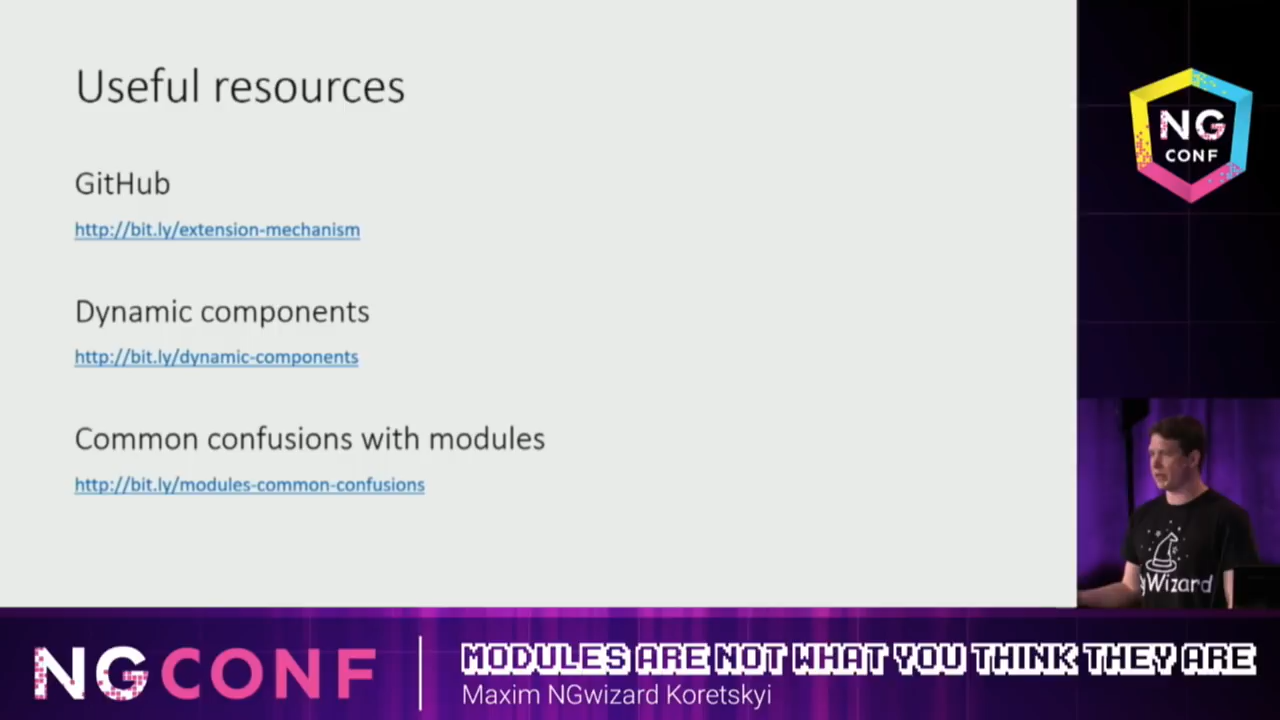 Useful resources
GitHub
http://bit.ly/extension-mechanism
Dynamic components
http://bit.ly/dynamic-components
Common confusions with modules
http://bit.ly/modules-common-confusions
NG
CONF
gWizard
NGCONF
MODULES ARE NOT WHAT YOU THINK THEY ARE
Maxim NGwizard Koretskyi